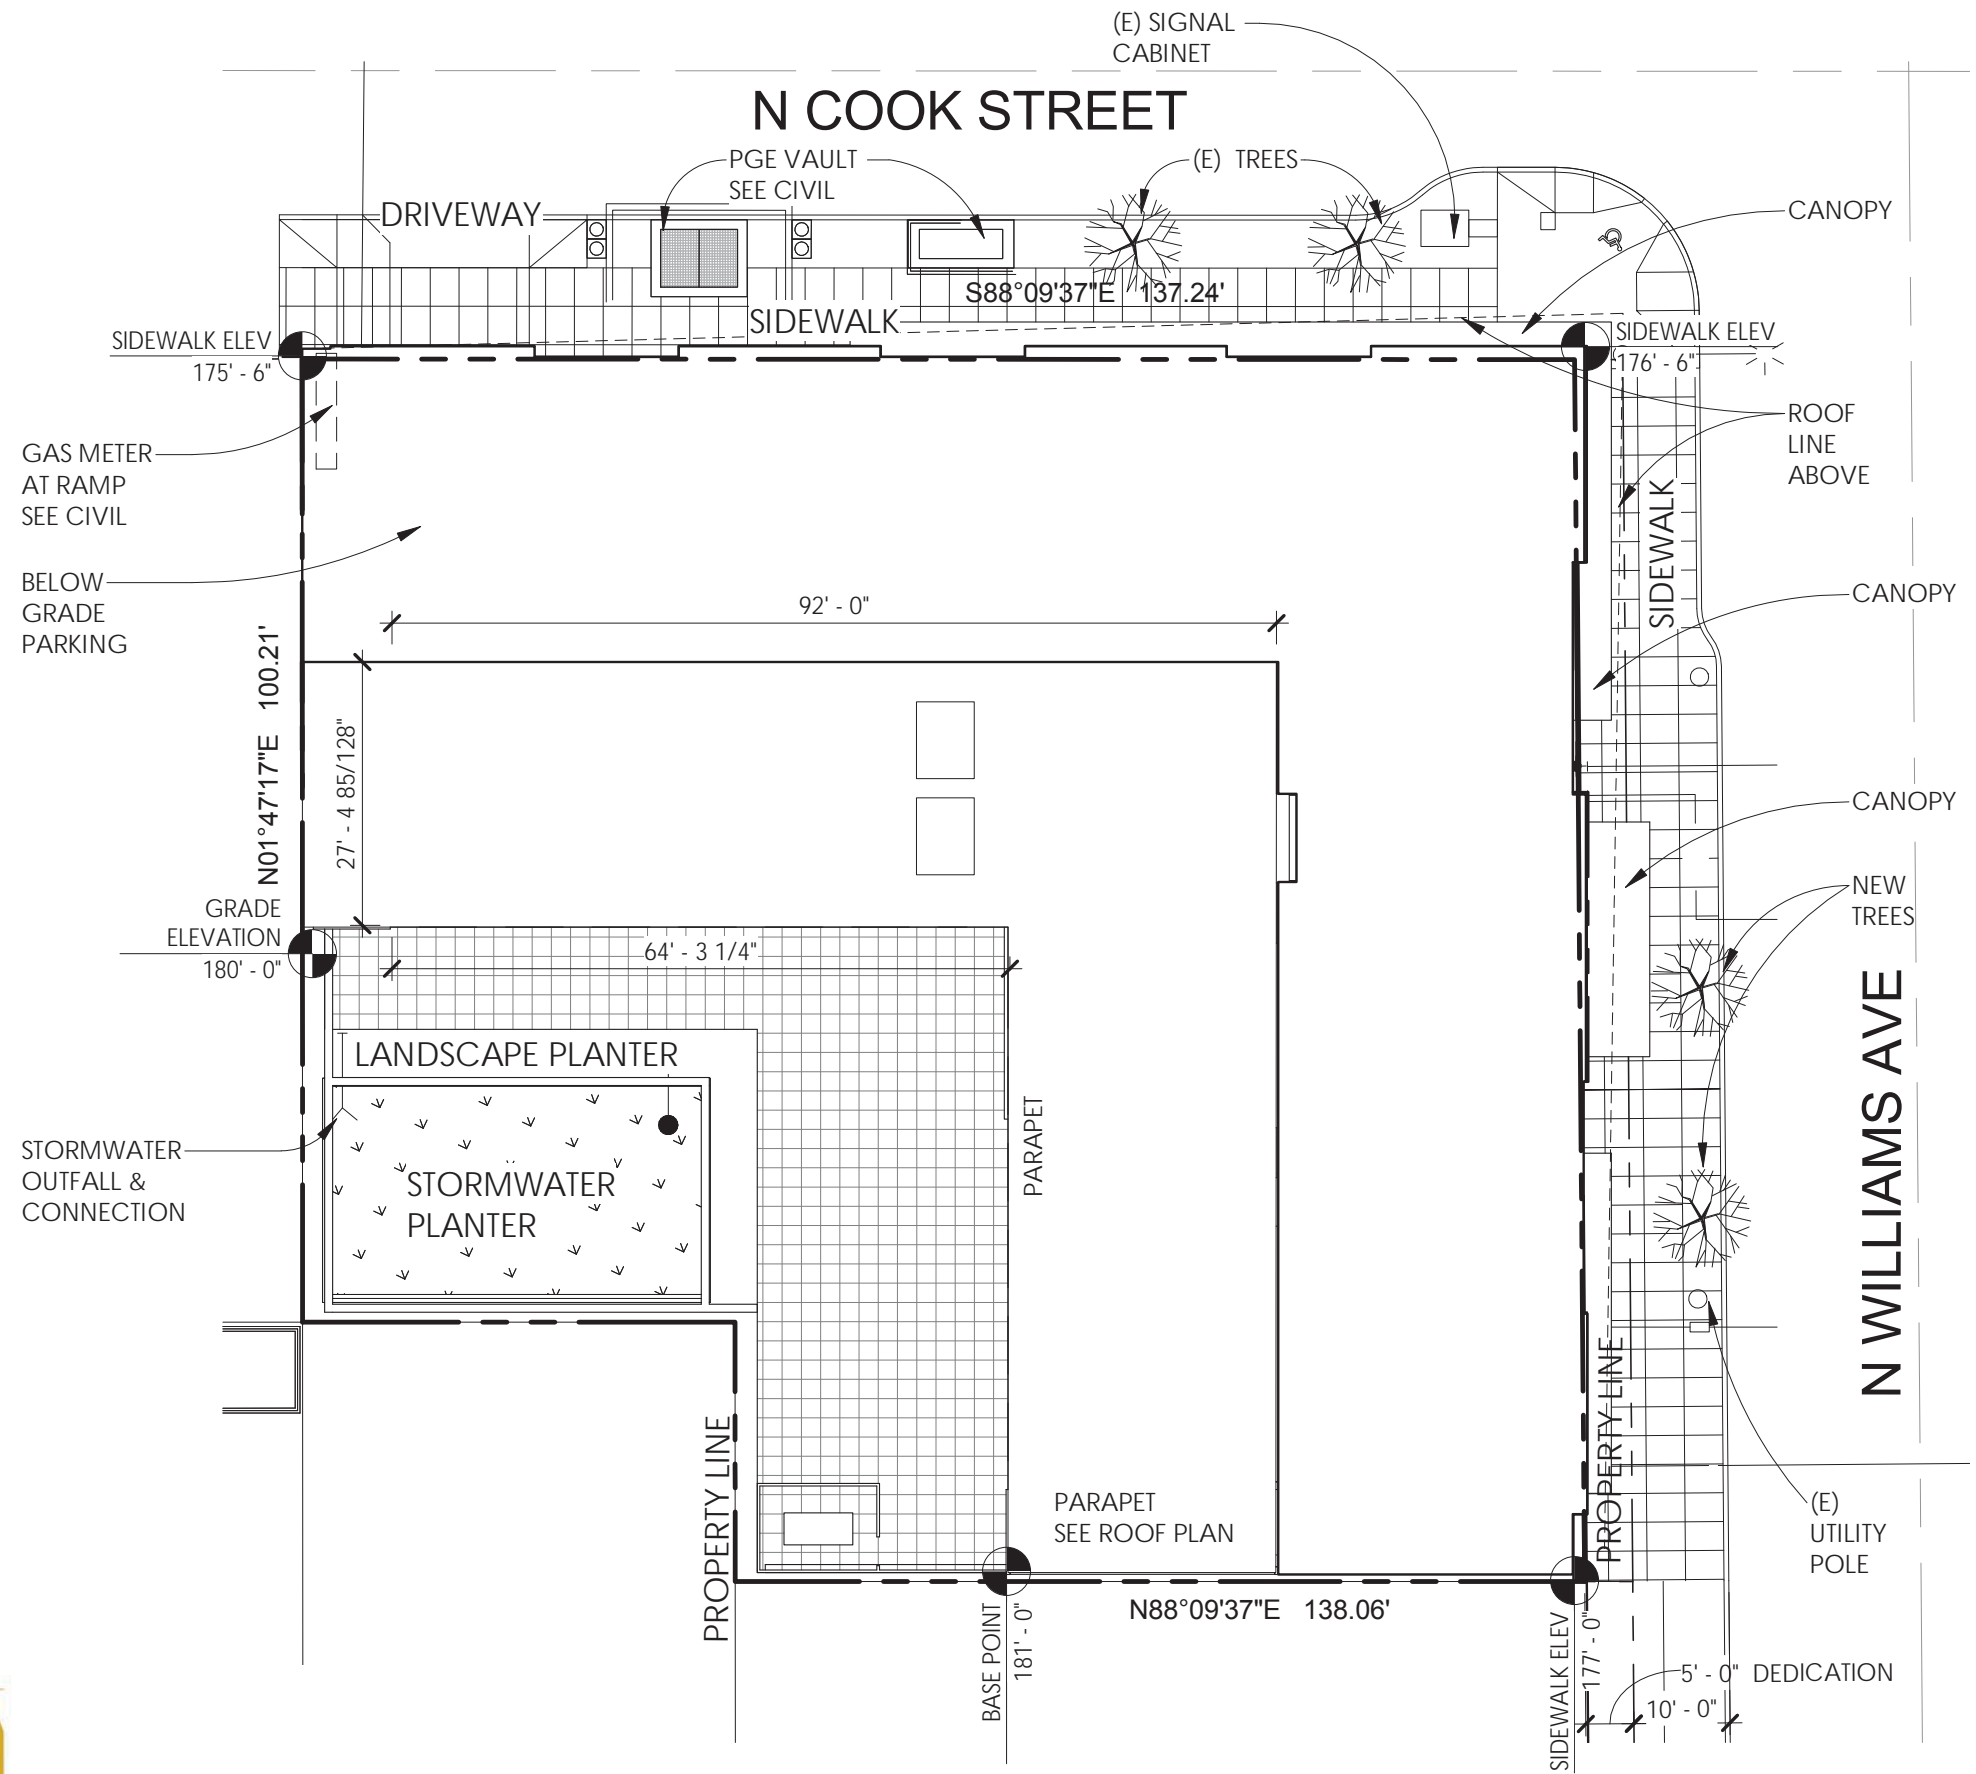 (E) SIGNAL
CABINET
N COOK STREET
PGE VAULT
SEE CIVIL
(E) TREES
DRIVEWAY
CANOPY
S88°09'37"E 137.24'
SIDEWALK
SIDEWALK ELEV
175' - 6"
SIDEWALK ELEV
176' - 6"
GAS METER
AT RAMP
SEE CIVIL
ROOF
LINE
ABOVE
SIDEWALK
BELOW
GRADE
PARKING
92' - 0"
CANOPY
N01°47'17"E 100.21'
27' - 4 85/128"
CANOPY
NEW
TREES
GRADE
ELEVATION
180' - 0"
64' - 3 1/4"
N WILLIAMS AVE
LANDSCAPE PLANTER
PARAPET
STORMWATER
OUTFALL &
CONNECTION
STORMWATER
PLANTER
PROPERTY LINE
PROPERTY LINE
PARAPET
SEE ROOF PLAN
(E)
UTILITY
POLE
N88°09'37"E 138.06'
BASE POINT
181' - 0"
SIDEWALK ELEV
177' - 0"
5' - 0" DEDICATION
10' - 0"